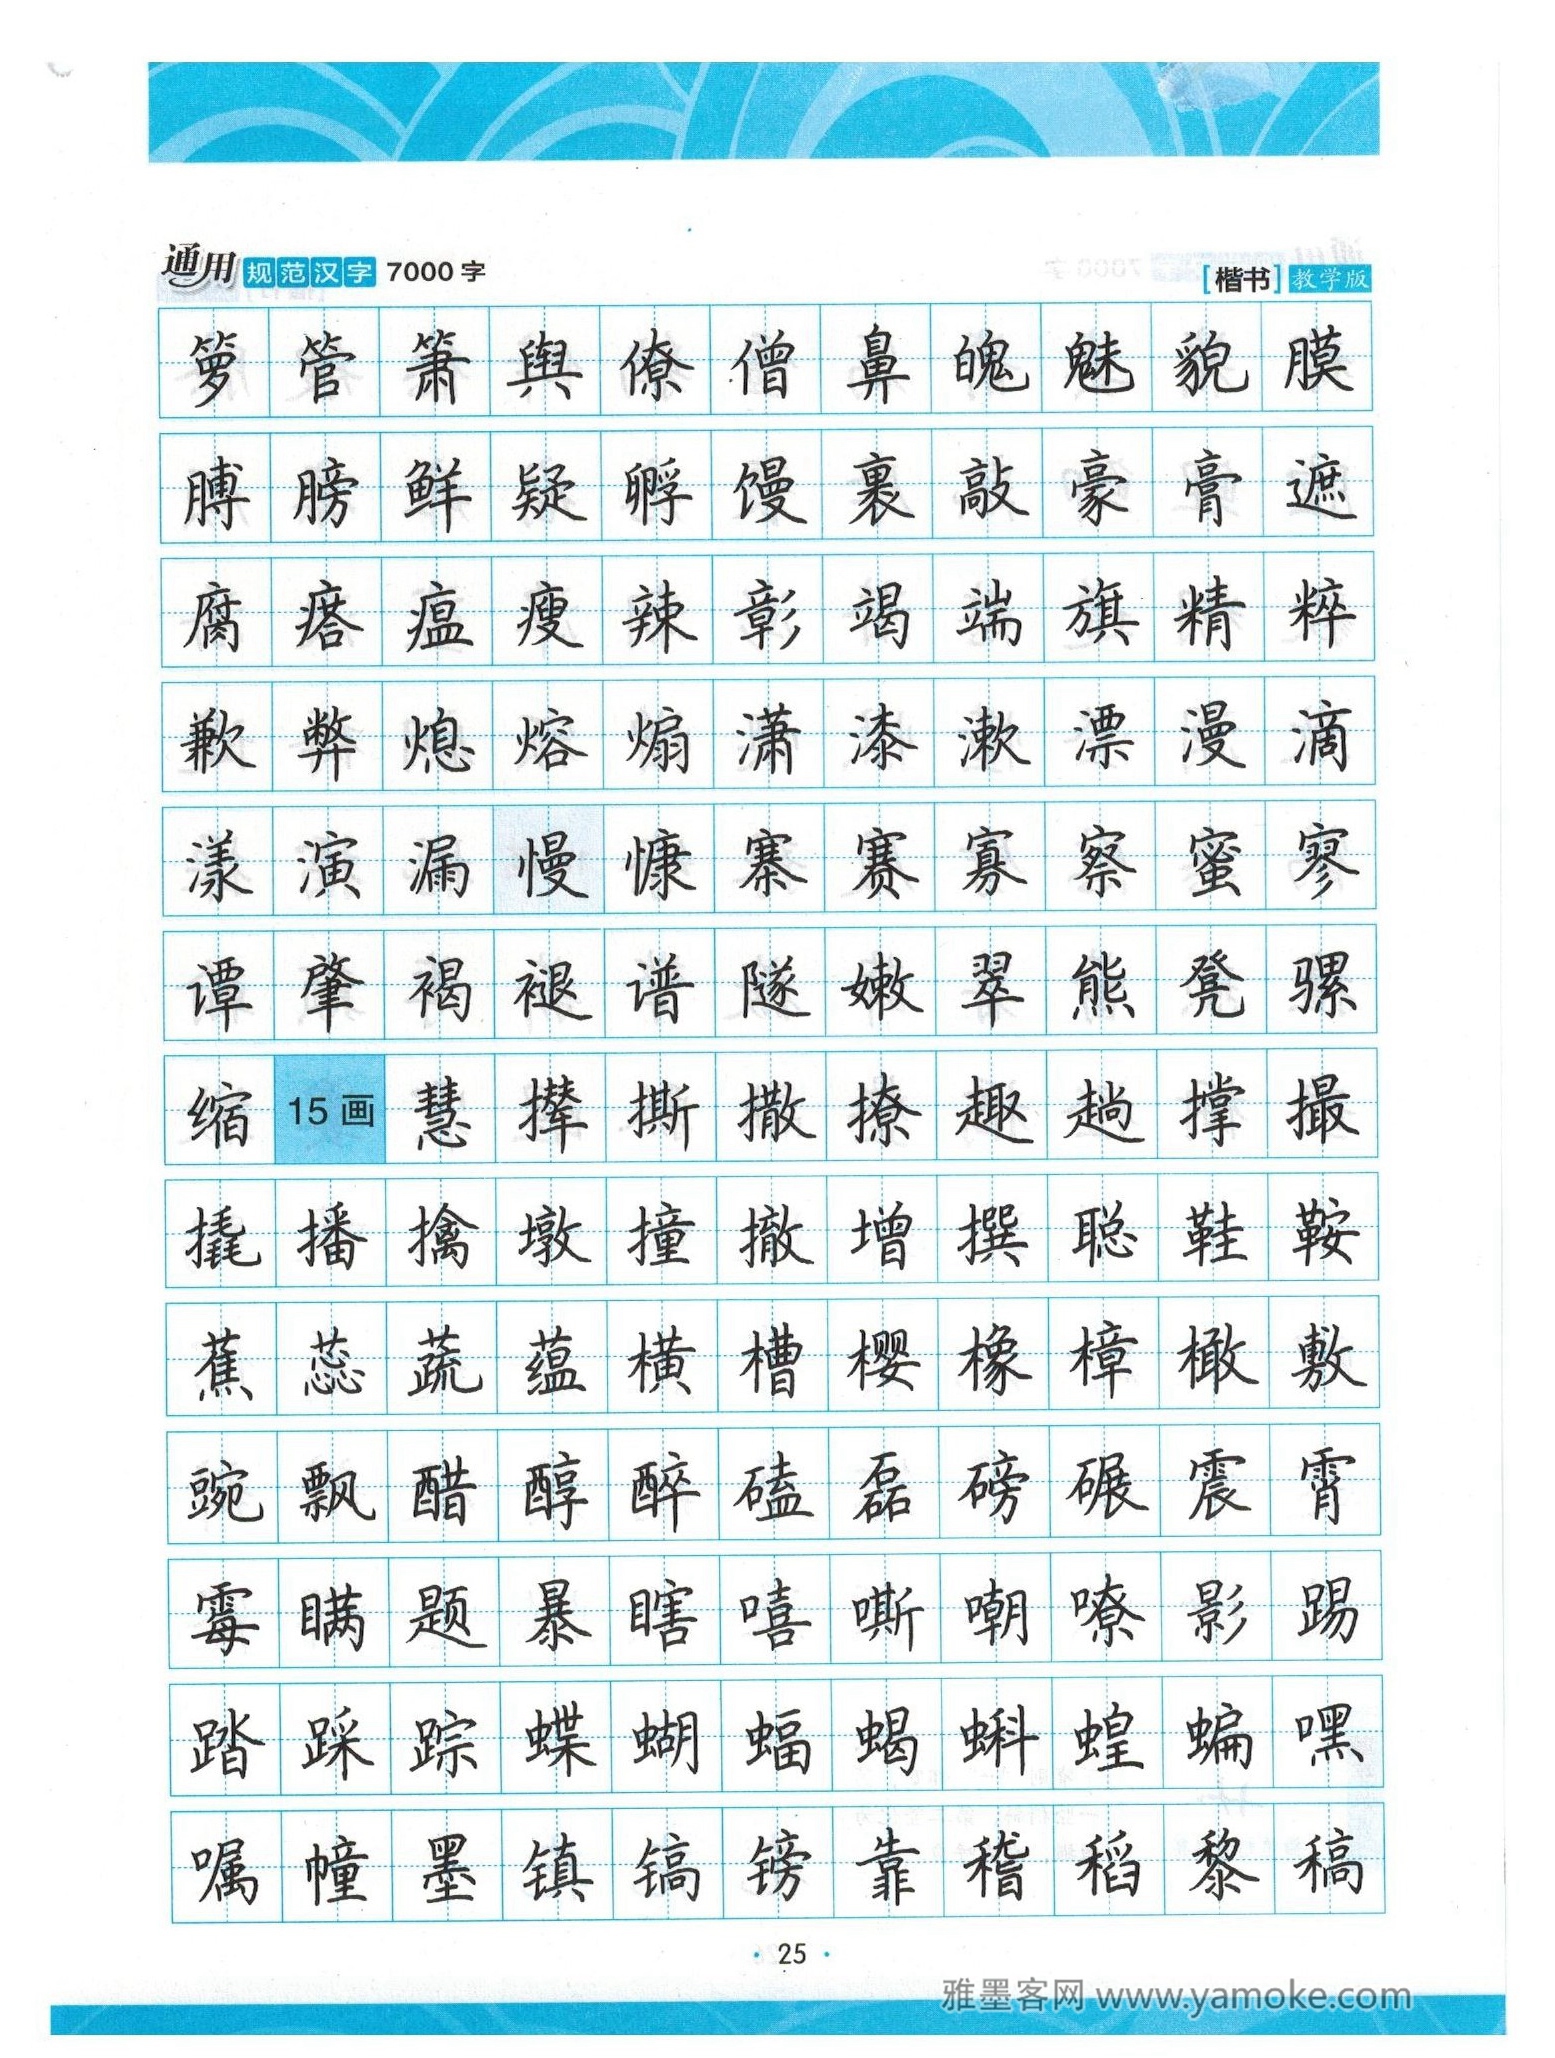 通用规范汉字 7000 字 [楷书] 教学版
箩 管 箫 舆 僚 僧 鼻 魄 魅 貌 膜
膊 膀 鲜 疑 孵 馒 裹 敲 豪 膏 遮
腐 瘩 瘟 瘦 辣 彰 竭 端 旗 精 粹
歉 弊 熄 熔 煽 潇 漆 漱 漂 漫 滴
漾 演 漏 慢 慷 寨 赛 寡 察 蜜 寥
谭 肇 褐 褪 谱 隧 嫩 翠 熊 凳 骡
缩 15 画 慧 撵 撕 撒 撩 趣 趟 撑 撮
撬 播 擒 墩 撞 撤 增 撰 聪 鞋 鞍
蕉 蕊 蔬 蕴 横 槽 樱 橡 樟 橄 敷
豌 飘 醋 醇 醉 磕 磊 磅 碾 震 霄
霉 瞒 题 暴 瞎 嘻 嘶 嘲 嘹 影 踢
踏 踩 踪 蝶 蝴 蝠 蝎 蝌 蝗 蝙 嘿
嘱 幢 墨 镇 镐 镑 靠 稽 稻 黎 稿
· 25 ·
雅墨客网 www.yamoke.com